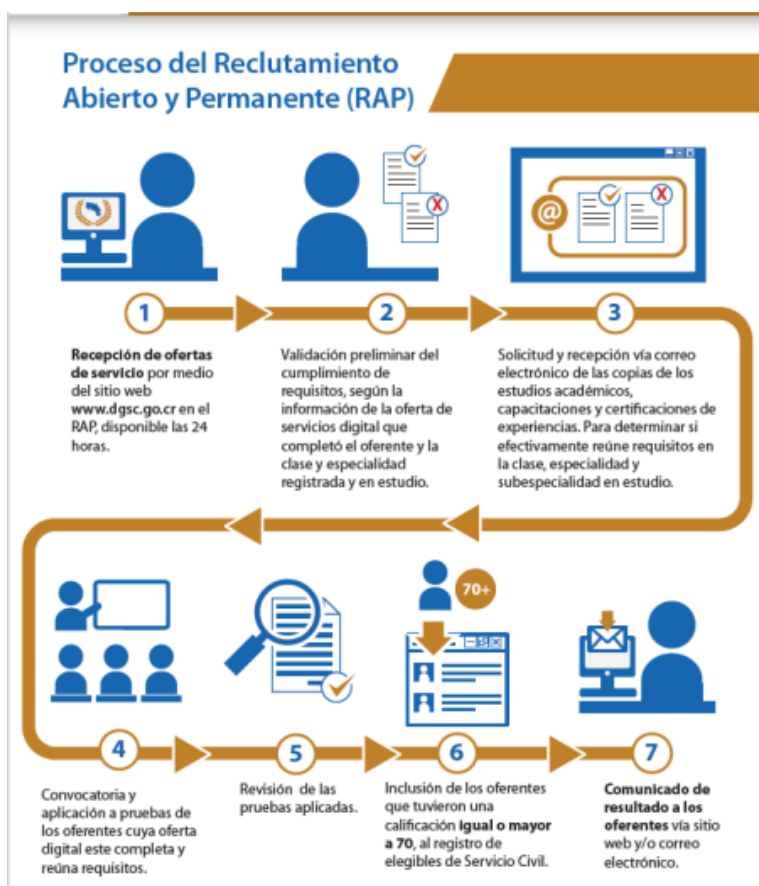 Proceso del Reclutamiento
Abierto y Permanente (RAP)
X
@
X
1
2
3
Recepción de ofertas
de servicio por medio
del sitio web
www.dgsc.go.cr en el
RAP, disponible las 24
horas.
Validación preliminar del
cumplimiento de
requisitos, según la
información de la oferta de
servicios digital que
completó el oferente y la
clase y especialidad
registrada y en estudio.
Solicitud y recepción vía correo
electrónico de las copias de los
estudios académicos,
capacitaciones y certificaciones de
experiencias. Para determinar si
efectivamente reúne requisitos en
la clase, especialidad y
subespecialidad en estudio.
70+
4
5
6
7
Convocatoria y
aplicación a pruebas de
los oferentes cuya oferta
digital este completa y
reúna requisitos.
Revisión de las
pruebas aplicadas.
Inclusión de los oferentes
que tuvieron una
calificación igual o mayor
a 70, al registro de
elegibles de Servicio Civil.
Comunicado de
resultado a los
oferentes vía sitio
web y/o correo
electrónico.